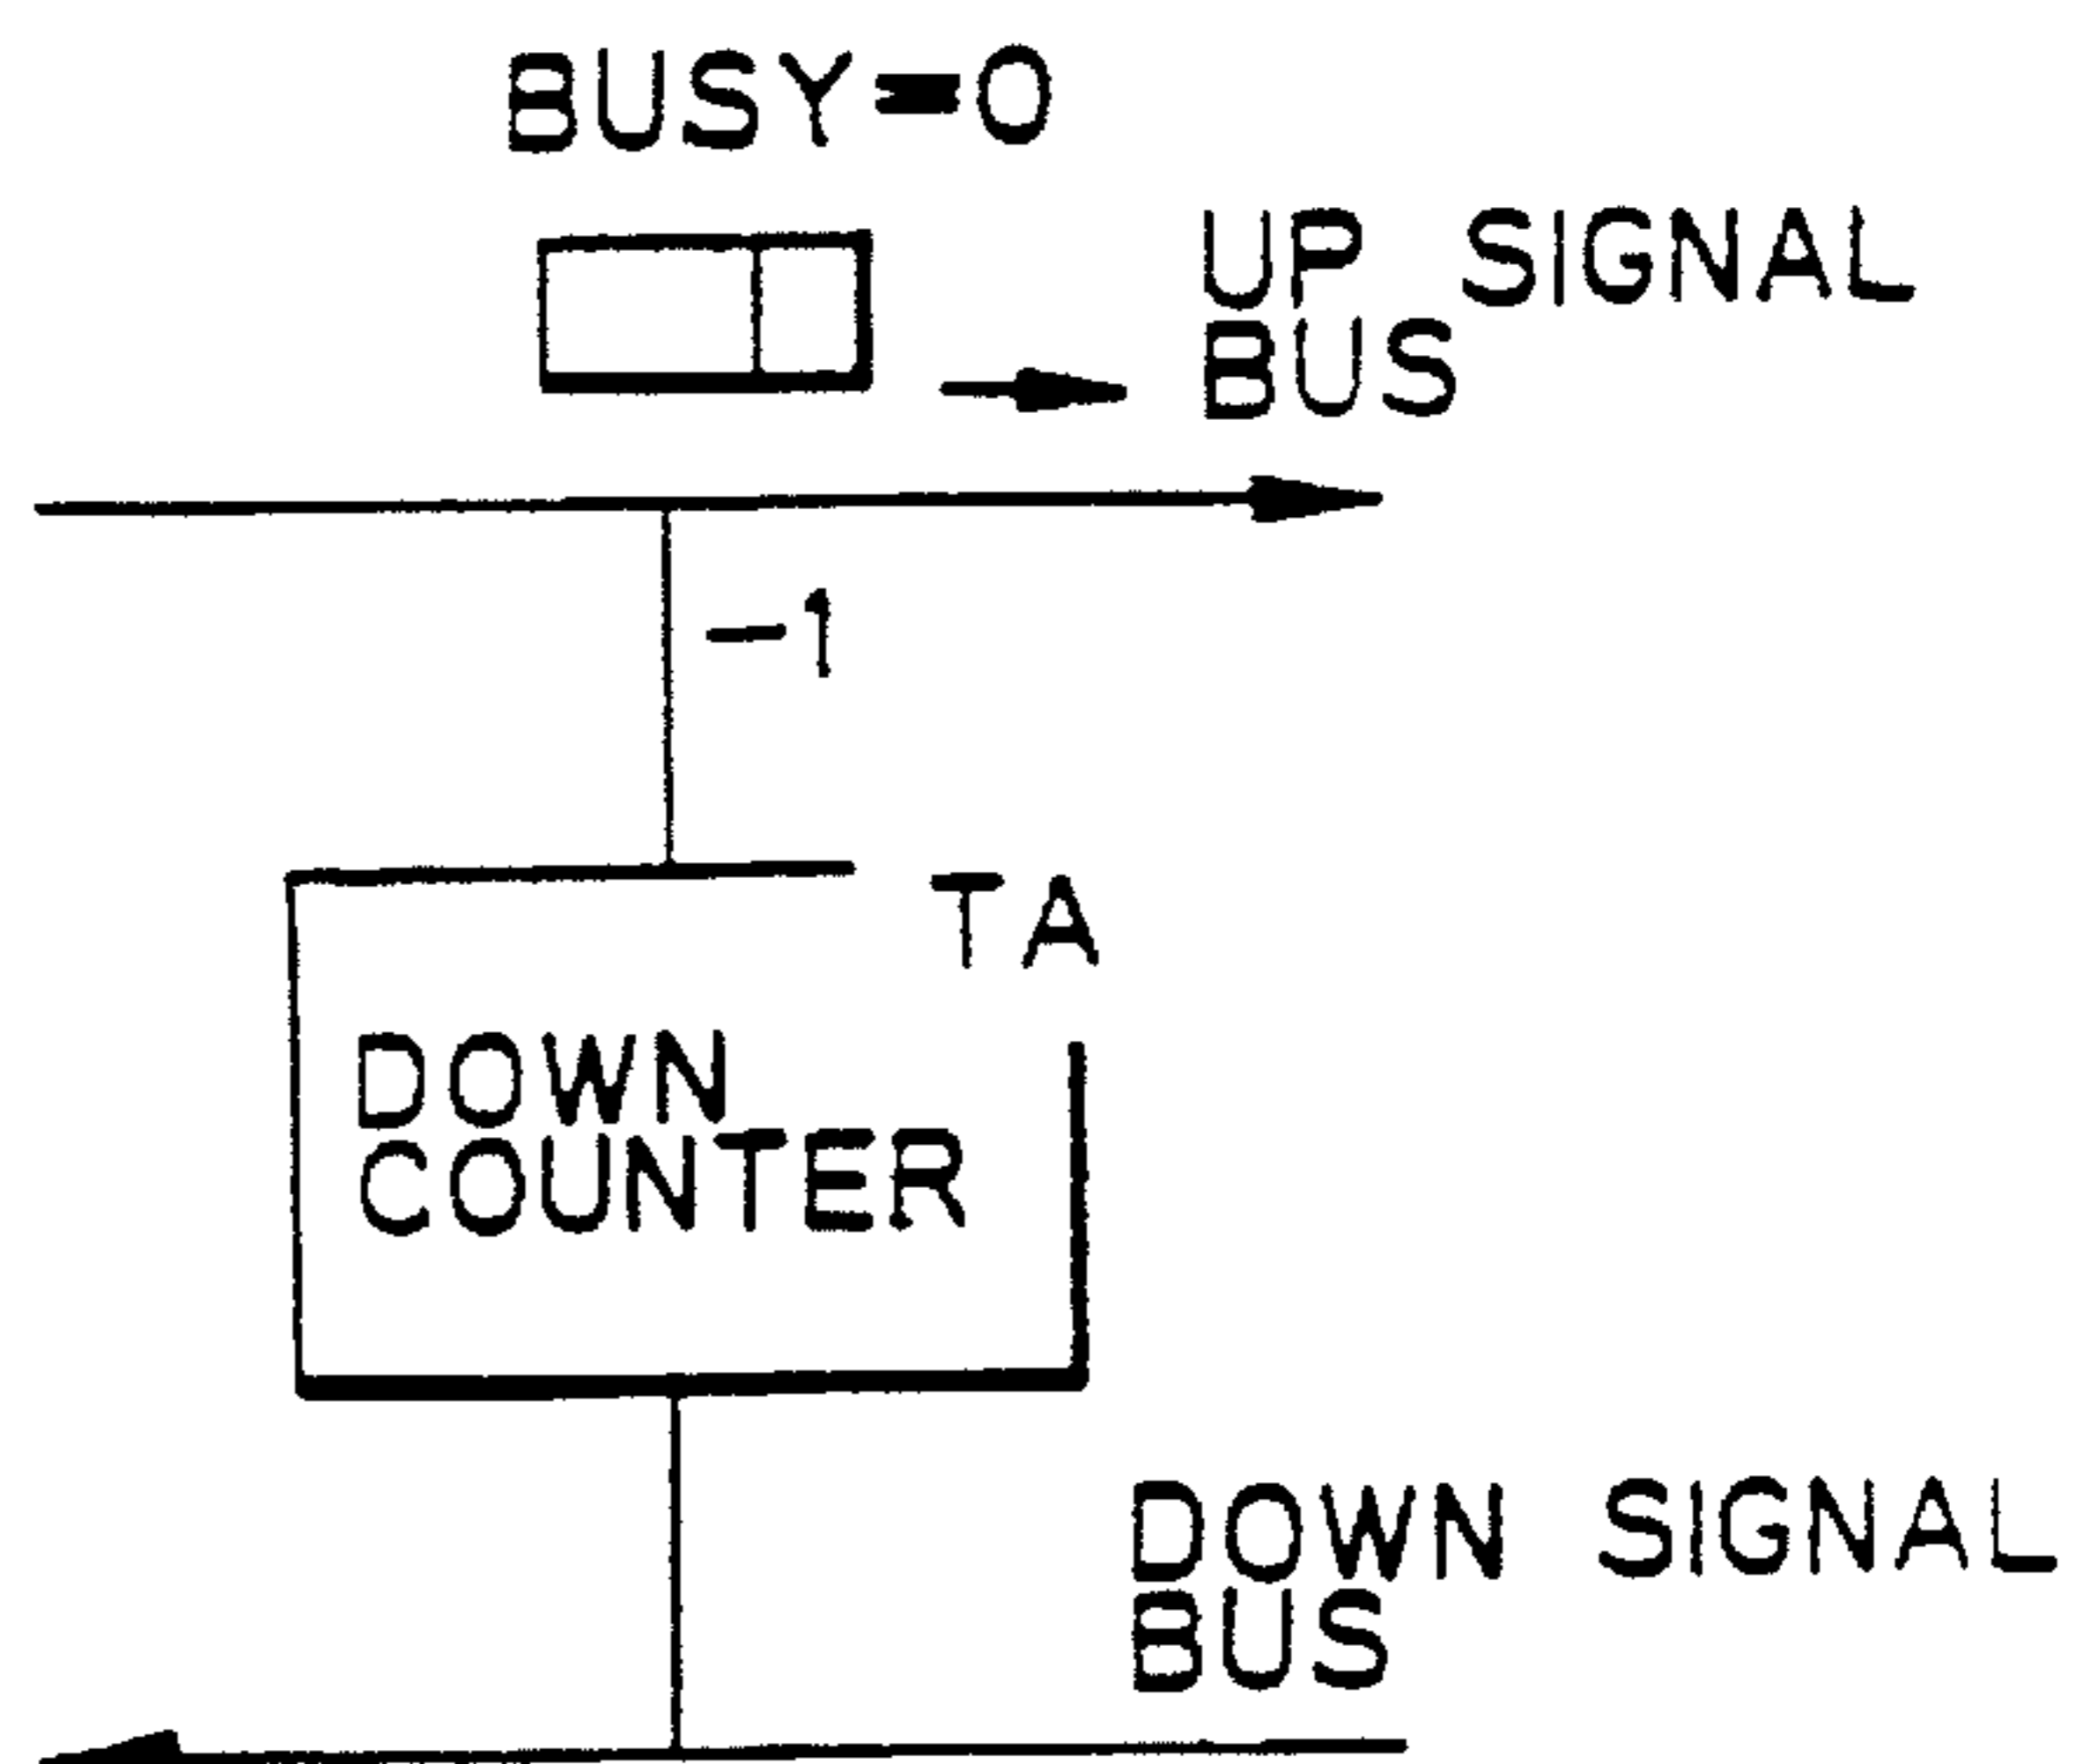 BUSY=0
UP SIGNAL
BUS
-1
TA
DOWN
COUNTER
DOWN SIGNAL
BUS